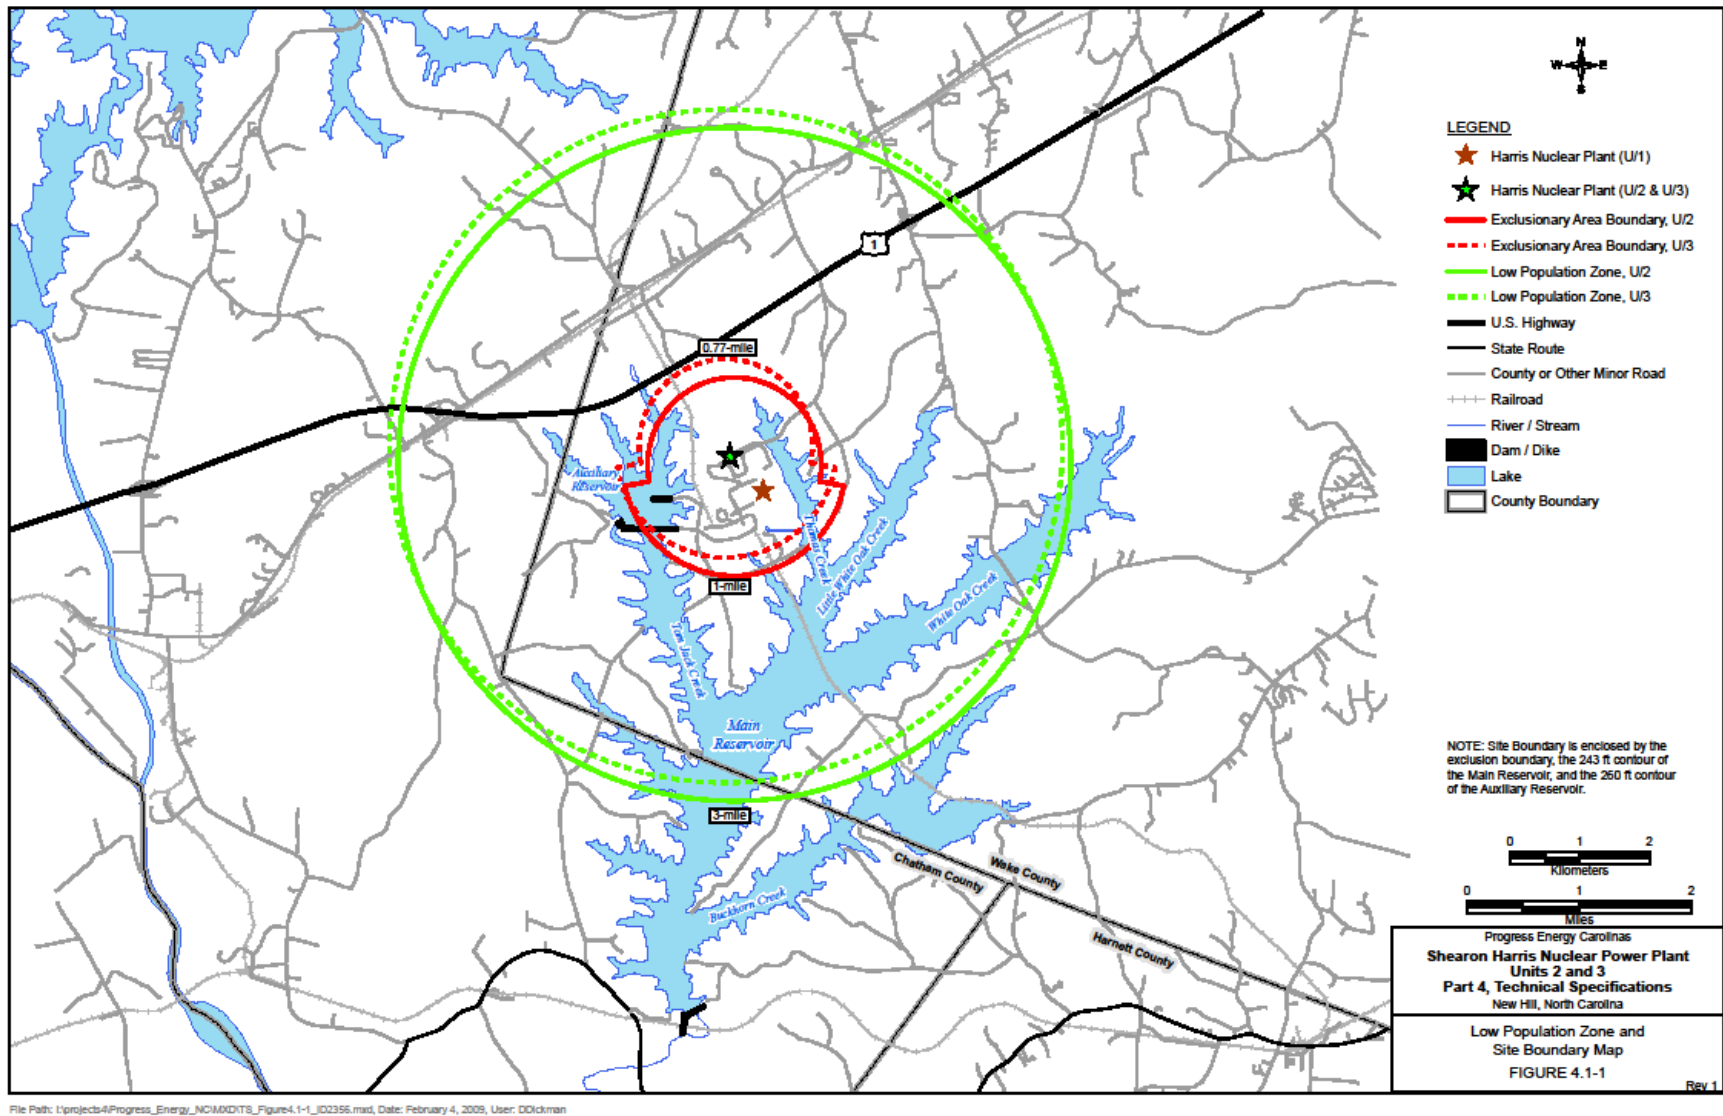 N
W E
S
LEGEND
Harris Nuclear Plant (U/1)
Harris Nuclear Plant (U/2 & U/3)
Exclusionary Area Boundary, U/2
Exclusionary Area Boundary, U/3
Low Population Zone, U/2
Low Population Zone, U/3
U.S. Highway
State Route
County or Other Minor Road
Railroad
River / Stream
Dam / Dike
Lake
County Boundary
1
0.77-mile
Auxiliary
Reservoir
Thomas Creek
Little White Oak Creek
White Oak Creek
1-mile
Tom Jack Creek
Main
Reservoir
3-mile
Buckhorn Creek
Chatham County
Wake County
Harnett County
NOTE: Site Boundary is enclosed by the
exclusion boundary, the 243 ft contour of
the Main Reservoir, and the 260 ft contour
of the Auxiliary Reservoir.
0 1 2
Kilometers
0 1 2
Miles
Progress Energy Carolinas
Shearon Harris Nuclear Power Plant
Units 2 and 3
Part 4, Technical Specifications
New Hill, North Carolina
Low Population Zone and
Site Boundary Map
FIGURE 4.1-1
Rev 1
File Path: I:\projects4\Progress_Energy_NC\MXD\TS_Figure4.1-1_ID2356.mxd, Date: February 4, 2009, User: DDickman